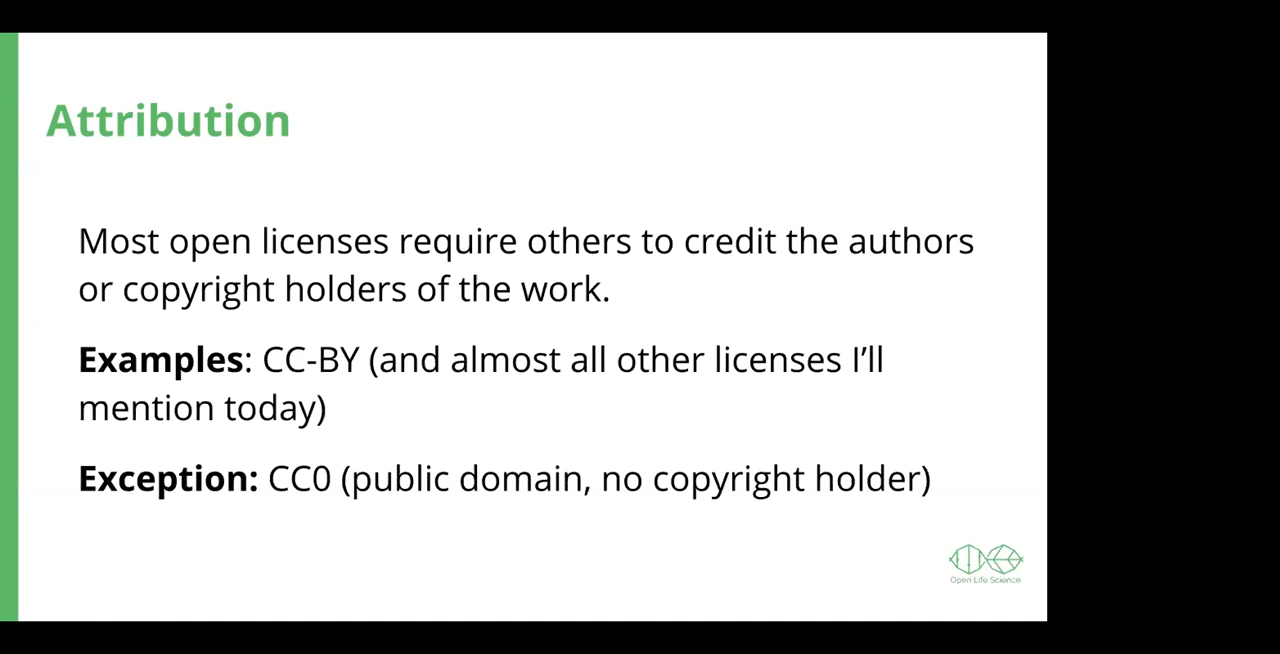 Attribution
Most open licenses require others to credit the authors
or copyright holders of the work.
Examples: CC-BY (and almost all other licenses I’ll
mention today)
Exception: CC0 (public domain, no copyright holder)
Open Life Science